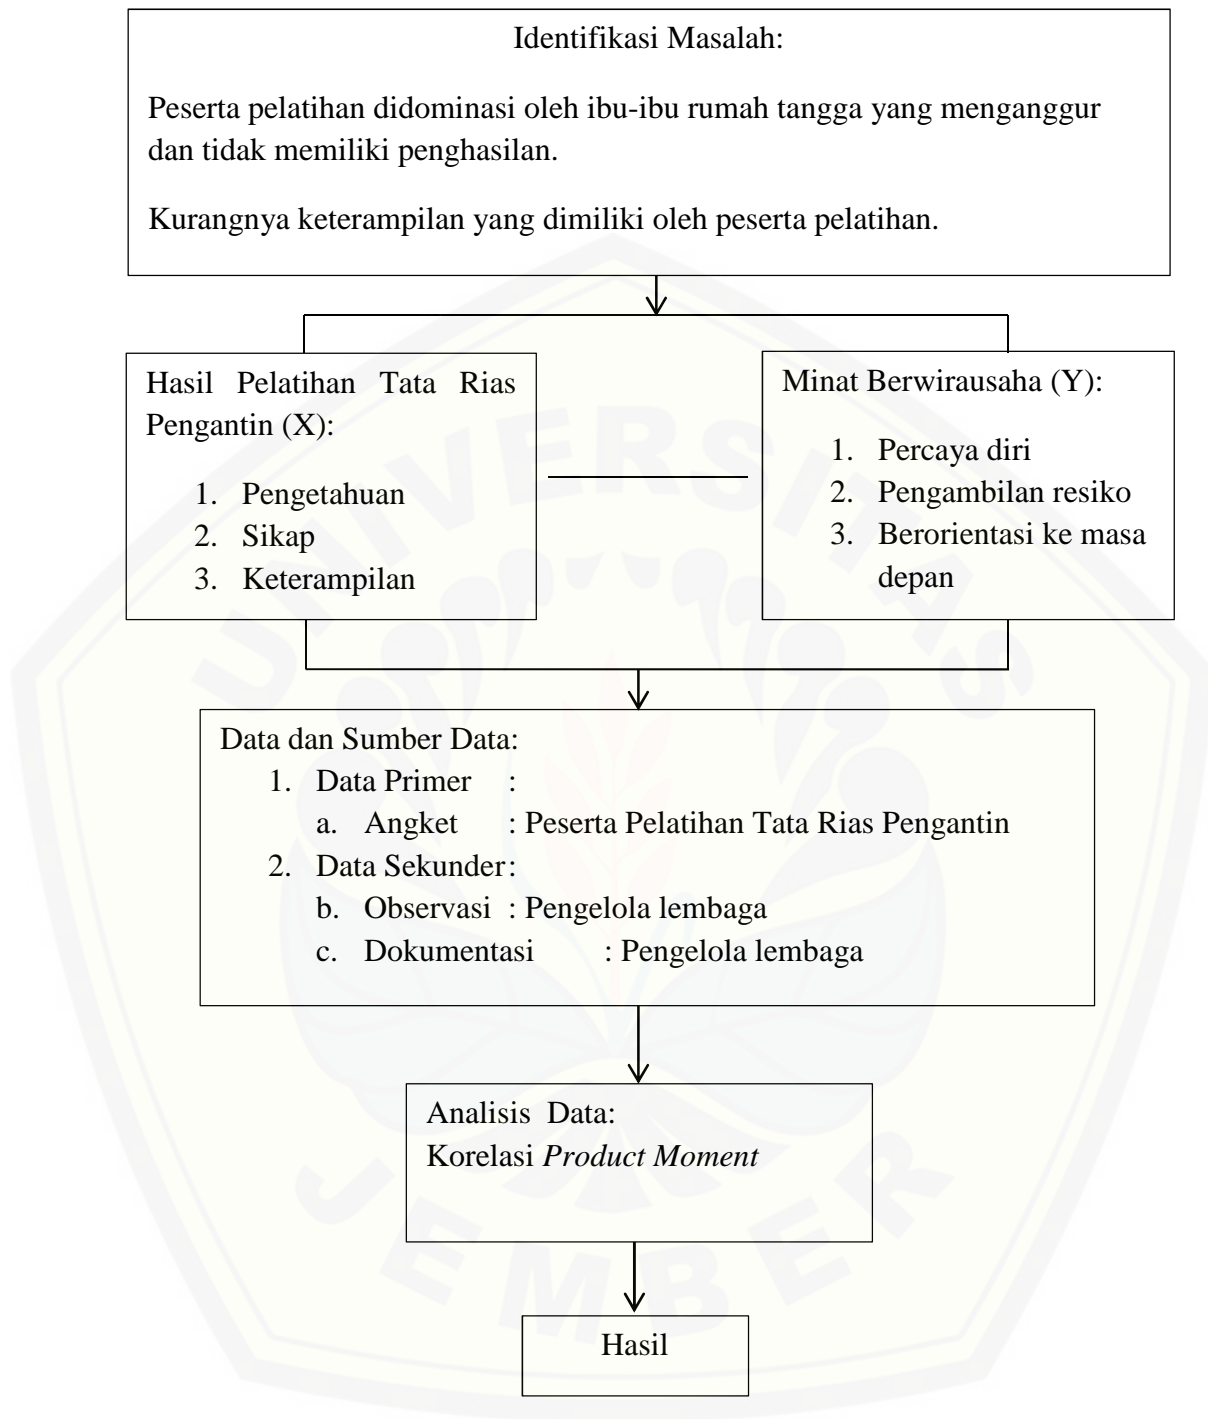 Identifikasi Masalah:
Peserta pelatihan didominasi oleh ibu-ibu rumah tangga yang menganggur
dan tidak memiliki penghasilan.
Kurangnya keterampilan yang dimiliki oleh peserta pelatihan.
Hasil Pelatihan Tata Rias
Pengantin (X):
1. Pengetahuan
2. Sikap
3. Keterampilan
Minat Berwirausaha (Y):
1. Percaya diri
2. Pengambilan resiko
3. Berorientasi ke masa
depan
Data dan Sumber Data:
1. Data Primer :
a. Angket : Peserta Pelatihan Tata Rias Pengantin
2. Data Sekunder:
b. Observasi : Pengelola lembaga
c. Dokumentasi : Pengelola lembaga
Analisis Data:
Korelasi Product Moment
Hasil
UNIVERSITAS
JEMBER